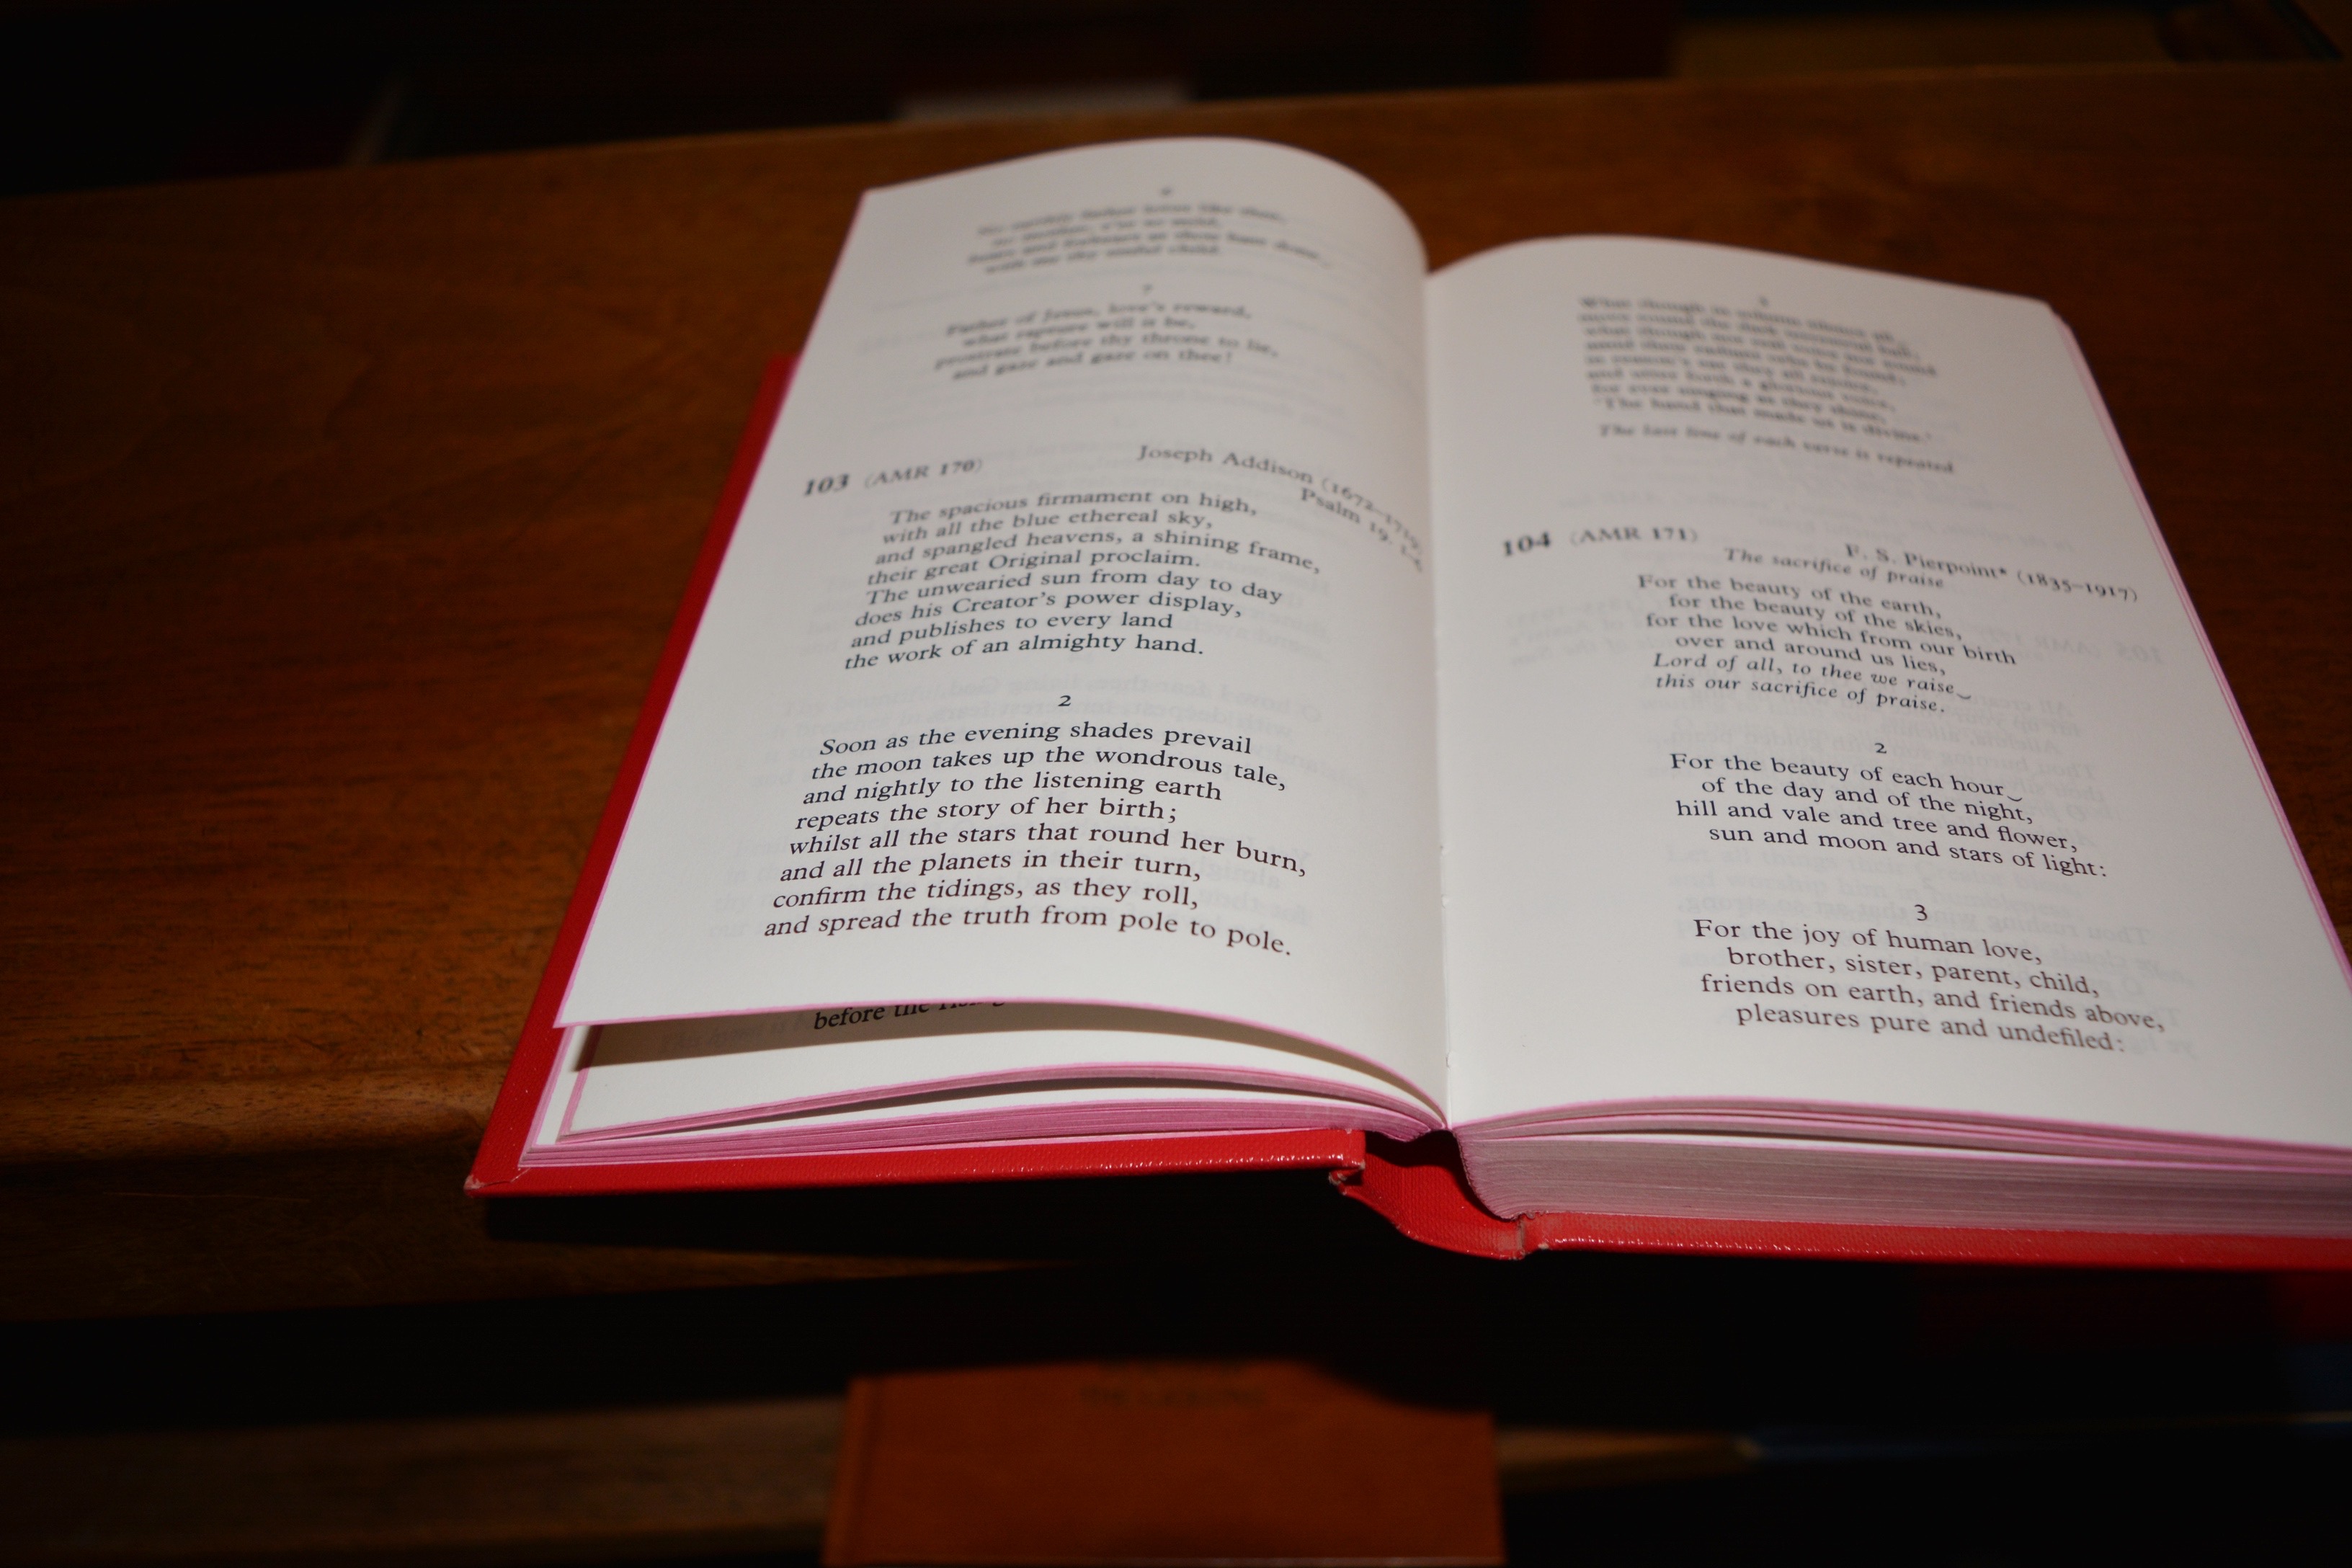 7
Father of Jesus, love's reward,
what rapture will it be,
prostrate before thy throne to lie,
and gaze and gaze on thee!
103 (AMR 170)
Joseph Addison (1672–1719)
Psalm 19. 1-6
The spacious firmament on high,
with all the blue ethereal sky,
and spangled heavens, a shining frame,
their great Original proclaim.
The unwearied sun from day to day
does his Creator's power display,
and publishes to every land
the work of an almighty hand.
2
Soon as the evening shades prevail
the moon takes up the wondrous tale,
and nightly to the listening earth
repeats the story of her birth;
whilst all the stars that round her burn,
and all the planets in their turn,
confirm the tidings, as they roll,
and spread the truth from pole to pole.
before the
3
What though in solemn silence all
move round the dark terrestrial ball;
what though nor real voice nor sound
amid their radiant orbs be found;
in reason's ear they all rejoice,
and utter forth a glorious voice,
for ever singing as they shine,
'The hand that made us is divine.'
The last line of each verse is repeated
104 (AMR 171)
F. S. Pierpoint* (1835–1917)
The sacrifice of praise
For the beauty of the earth,
for the beauty of the skies,
for the love which from our birth
over and around us lies,
Lord of all, to thee we raise
this our sacrifice of praise.
2
For the beauty of each hour
of the day and of the night,
hill and vale and tree and flower,
sun and moon and stars of light:
3
For the joy of human love,
brother, sister, parent, child,
friends on earth, and friends above,
pleasures pure and undefiled: